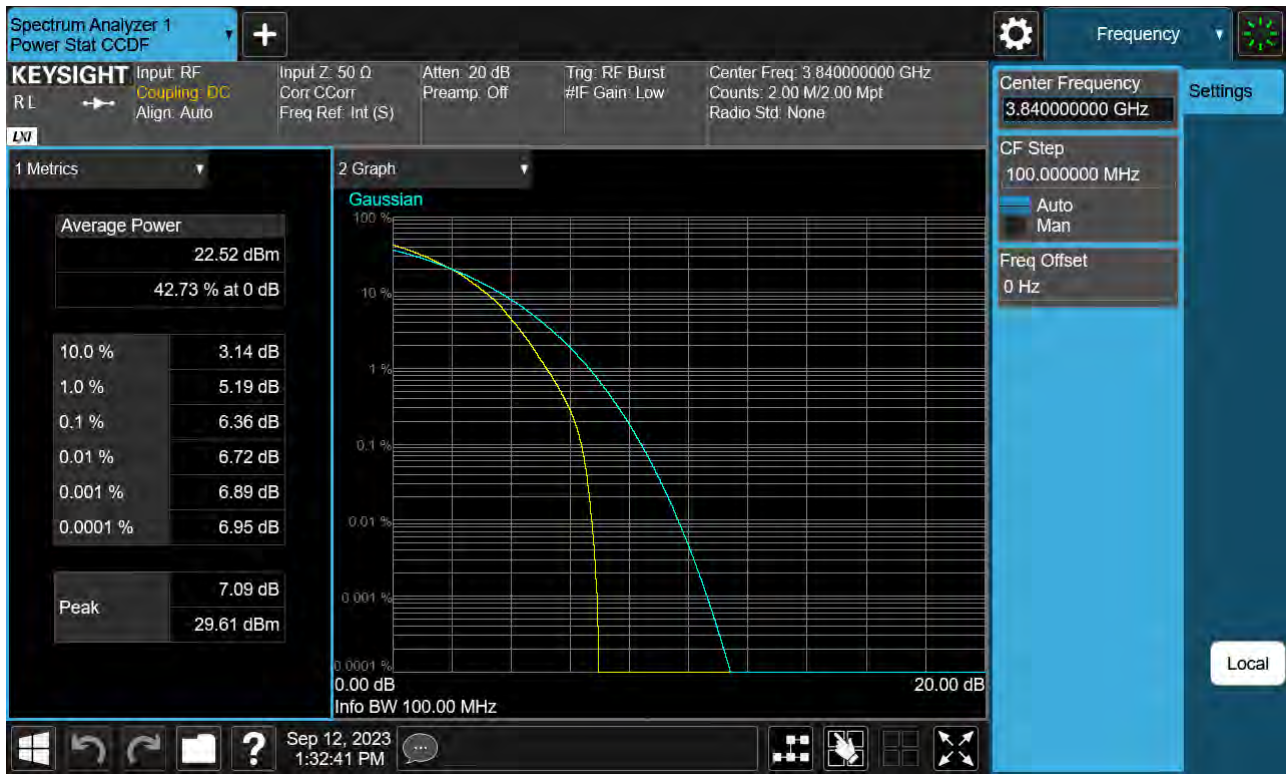 Spectrum Analyzer 1
Power Stat CCDF
Frequency
KEYSIGHT
R L
LXI
Input: RF
Coupling: DC
Align: Auto
Input Z: 50 Ω
Corr CCorr
Freq Ref: Int (S)
Atten: 20 dB
Preamp: Off
Trig: RF Burst
#IF Gain: Low
Center Freq: 3.840000000 GHz
Counts: 2.00 M/2.00 Mpt
Radio Std: None
Center Frequency
3.840000000 GHz
Settings
CF Step
100.000000 MHz
Auto
Man
Freq Offset
0 Hz
Local
1 Metrics
Average Power
22.52 dBm
42.73 % at 0 dB
10.0 % 3.14 dB
1.0 % 5.19 dB
0.1 % 6.36 dB
0.01 % 6.72 dB
0.001 % 6.89 dB
0.0001 % 6.95 dB
Peak
7.09 dB
29.61 dBm
2 Graph
Gaussian
100 %
10 %
1 %
0.1 %
0.01 %
0.001 %
0.0001 %
0.00 dB 20.00 dB
Info BW 100.00 MHz
?
Sep 12, 2023
1:32:41 PM